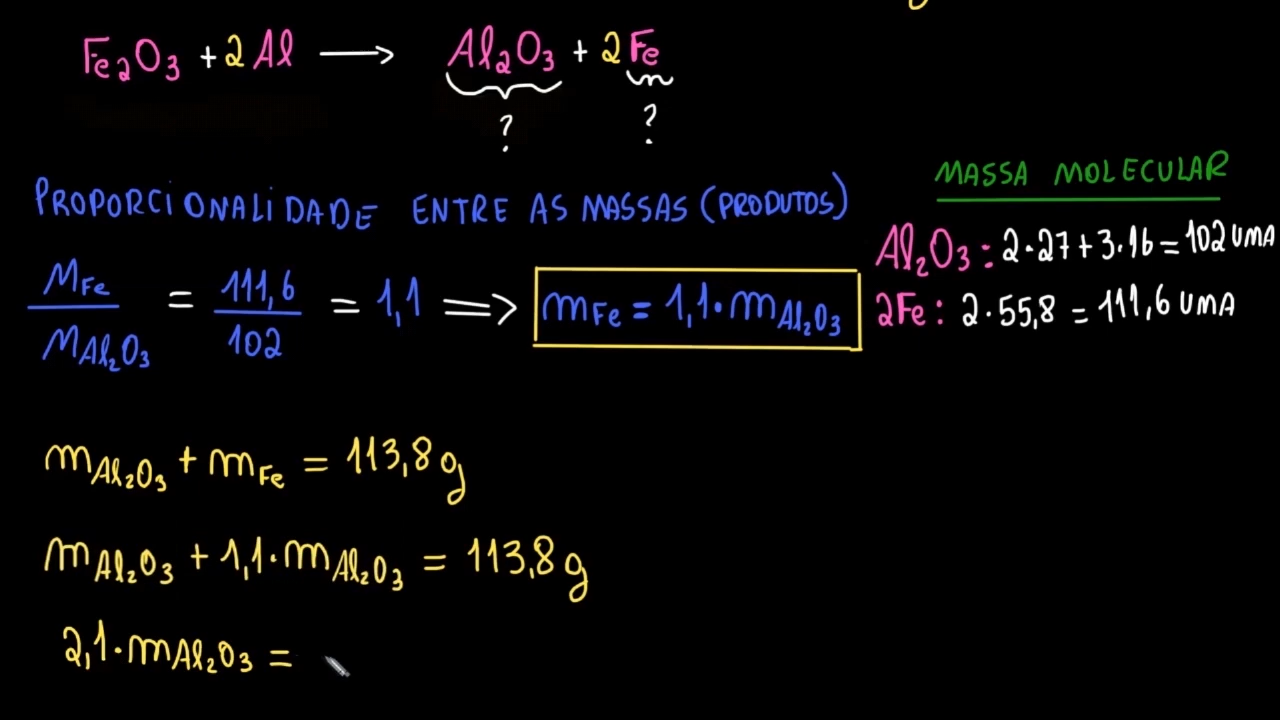 Fe₂O₃ + 2Al ⟶ Al₂O₃ + 2Fe
? ?
MASSA MOLECULAR
PROPORCIONALIDADE ENTRE AS MASSAS (PRODUTOS)
Al₂O₃ : 2·27+3·16=102 UMA
MFe / MAl₂O₃ = 111,6 / 102 = 1,1 ⟹ mFe = 1,1·mAl₂O₃
2Fe : 2·55,8 = 111,6 UMA
mAl₂O₃ + mFe = 113,8g
mAl₂O₃ + 1,1·mAl₂O₃ = 113,8g
2,1·mAl₂O₃ =